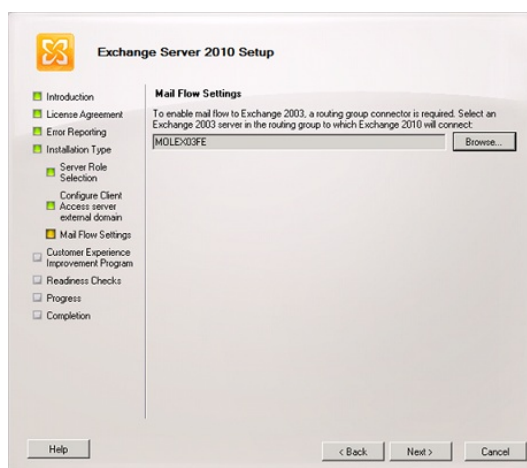 Exchange Server 2010 Setup
Introduction
License Agreement
Error Reporting
Installation Type
Server Role
Selection
Configure Client
Access server
external domain
Mail Flow Settings
Customer Experience
Improvement Program
Readiness Checks
Progress
Completion
Mail Flow Settings
To enable mail flow to Exchange 2003, a routing group connector is required. Select an
Exchange 2003 server in the routing group to which Exchange 2010 will connect:
MOLEX03FE
Browse...
Help
< Back
Next >
Cancel